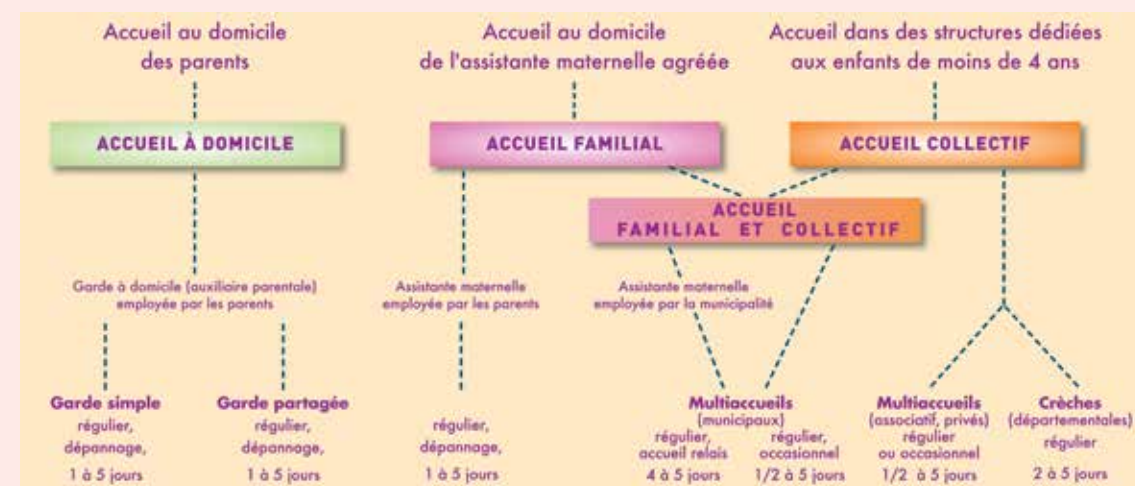 Accueil au domicile
des parents
Accueil au domicile
de l'assistante maternelle agréée
Accueil dans des structures dédiées
aux enfants de moins de 4 ans
ACCUEIL À DOMICILE
ACCUEIL FAMILIAL
ACCUEIL COLLECTIF
ACCUEIL
FAMILIAL ET COLLECTIF
Garde à domicile (auxiliaire parentale)
employée par les parents
Assistante maternelle
employée par les parents
Assistante maternelle
employée par la municipalité
Garde simple
régulier,
dépannage,
1 à 5 jours
Garde partagée
régulier,
dépannage,
1 à 5 jours
régulier,
dépannage,
1 à 5 jours
Multiaccueils
(municipaux)
régulier,
accueil relais
4 à 5 jours
régulier,
occasionnel
1/2 à 5 jours
Multiaccueils
(associatif, privés)
régulier
ou occasionnel
1/2 à 5 jours
Crèches
(départementales)
régulier
2 à 5 jours